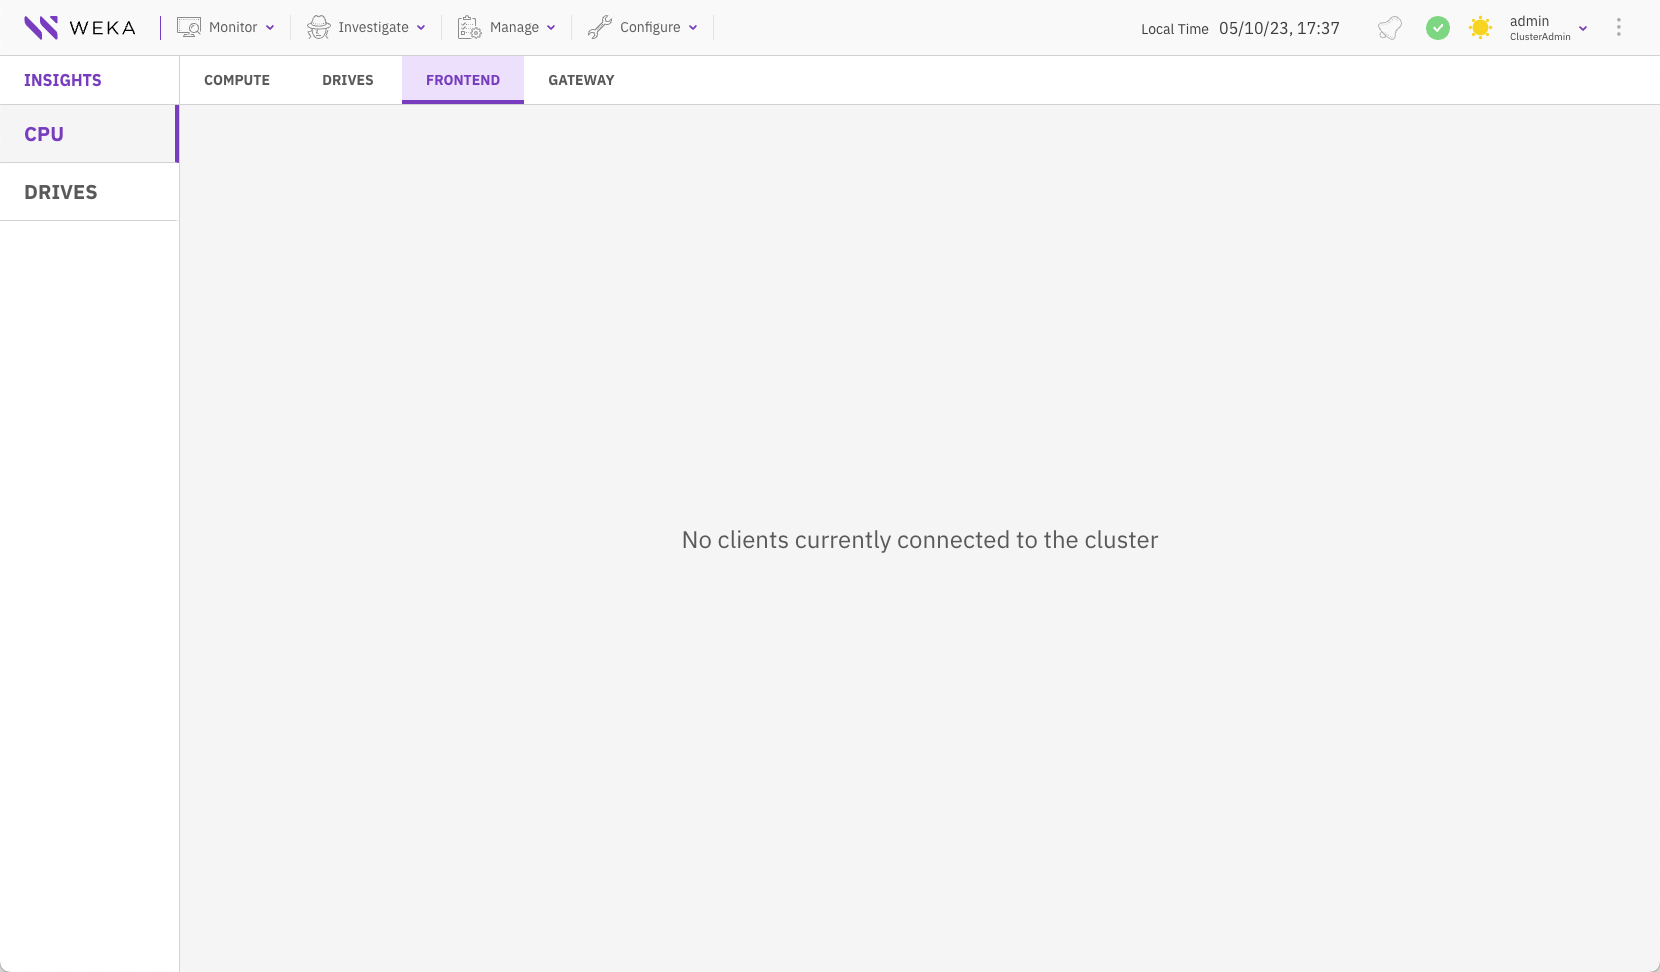 WEKA
Monitor
Investigate
Manage
Configure
Local Time 05/10/23, 17:37
admin
ClusterAdmin
INSIGHTS
COMPUTE
DRIVES
FRONTEND
GATEWAY
CPU
DRIVES
No clients currently connected to the cluster